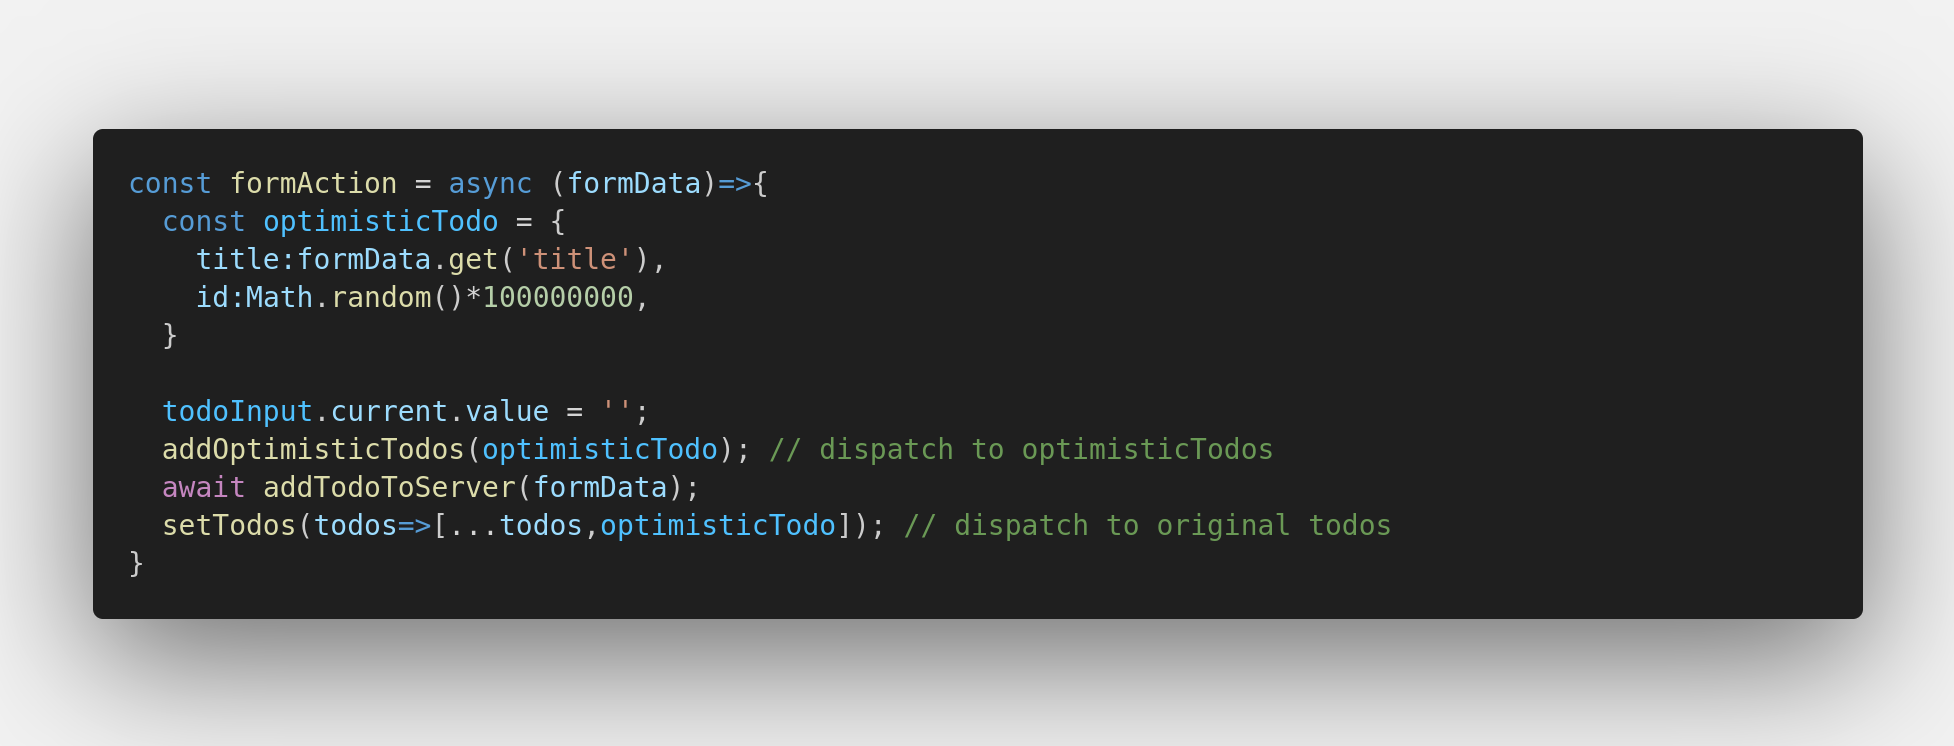 const formAction = async (formData)=>{
  const optimisticTodo = {
    title:formData.get('title'),
    id:Math.random()*100000000,
  }

  todoInput.current.value = '';
  addOptimisticTodos(optimisticTodo); // dispatch to optimisticTodos
  await addTodoToServer(formData);
  setTodos(todos=>[...todos,optimisticTodo]); // dispatch to original todos
}